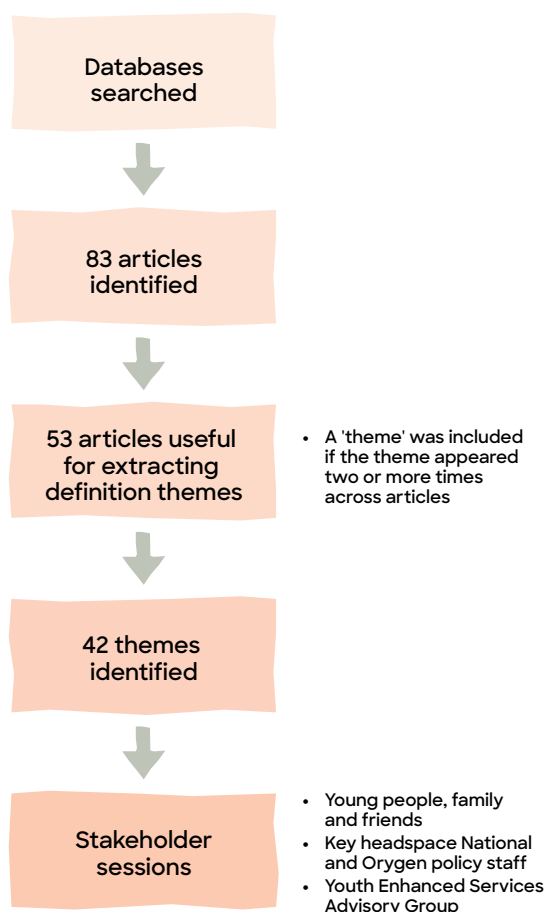 Databases
searched
83 articles
identified
53 articles useful
for extracting
definition themes
• A 'theme' was included
if the theme appeared
two or more times
across articles
42 themes
identified
Stakeholder
sessions
• Young people, family
and friends
• Key headspace National
and Orygen policy staff
• Youth Enhanced Services
Advisory Group